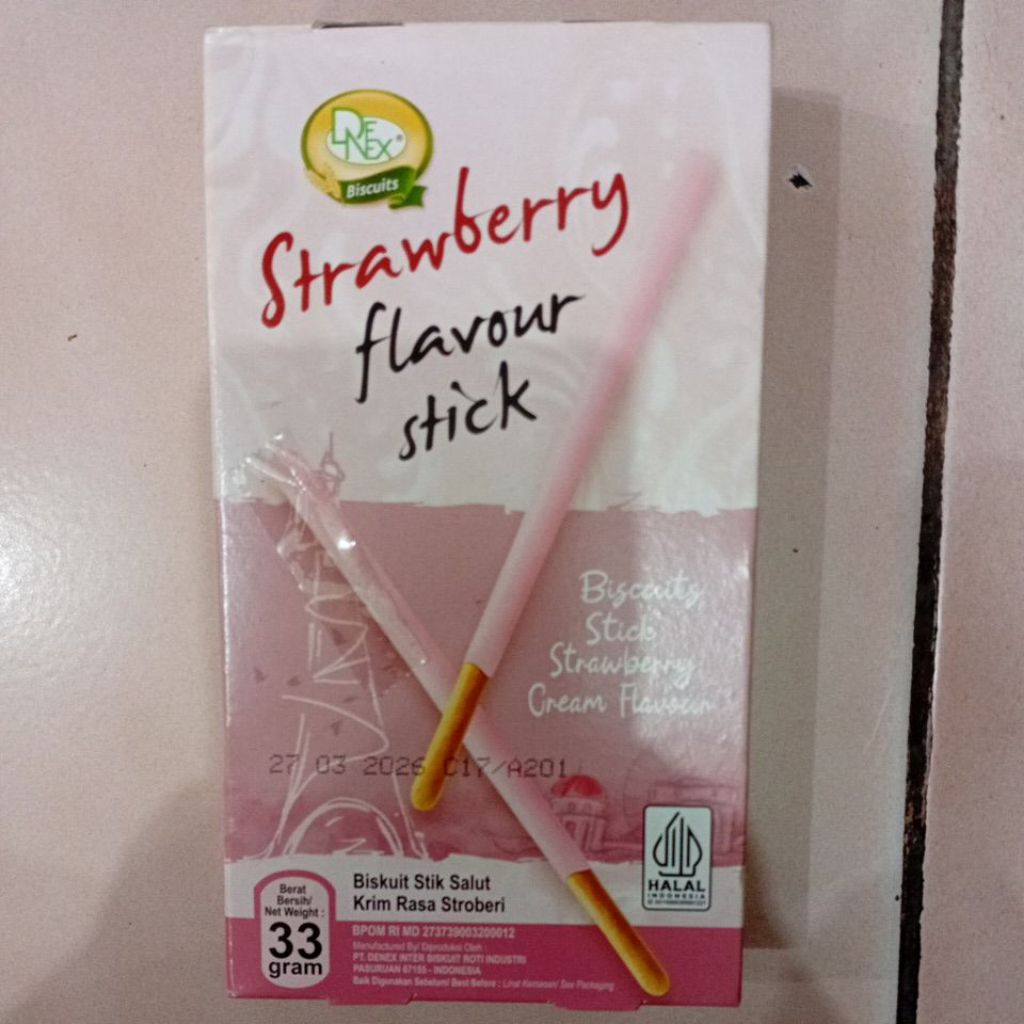 DE
NEX®
Biscuits
Strawberry
flavour
stick
Biscuits
Stick
Strawberry
Cream Flavour
27 03 2026 C17/A201
HALAL
INDONESIA
Berat
Bersih/
Net Weight :
33
gram
Biskuit Stik Salut
Krim Rasa Stroberi
BPOM RI MD 273739003200012
Manufactured By/ Diproduksi Oleh :
PT. DENEX INTER BISKUIT ROTI INDUSTRI
PASURUAN 67155 - INDONESIA
Baik Digunakan Sebelum/ Best Before : Lihat Kemasan/ See Packaging